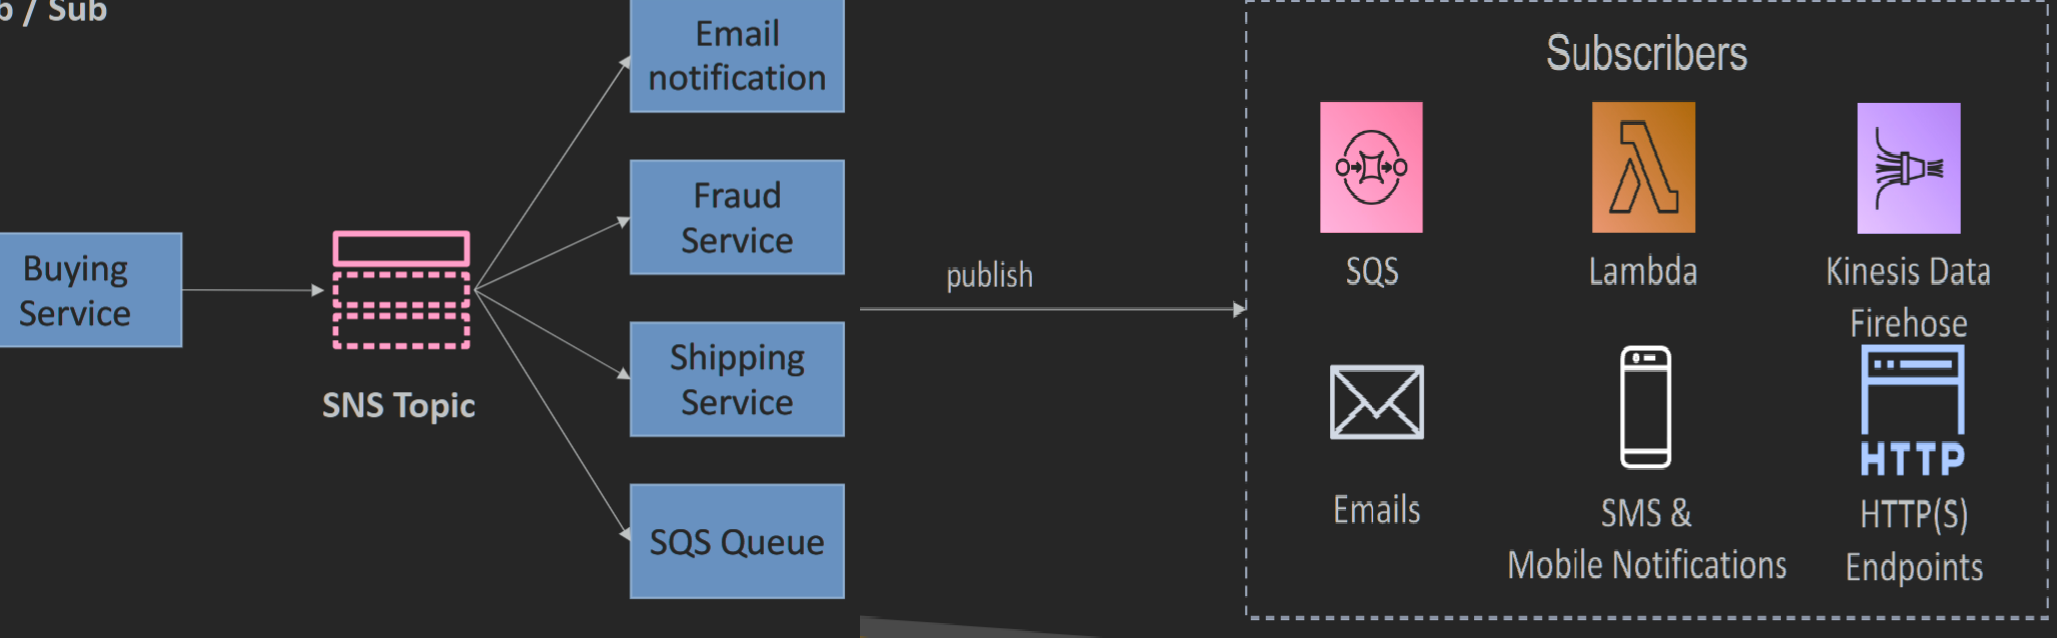 / Sub
Buying
Service
SNS Topic
Email
notification
Fraud
Service
Shipping
Service
SQS Queue
publish
Subscribers
SQS
Lambda
Kinesis Data
Firehose
Emails
SMS &
Mobile Notifications
HTTP
HTTP(S)
Endpoints